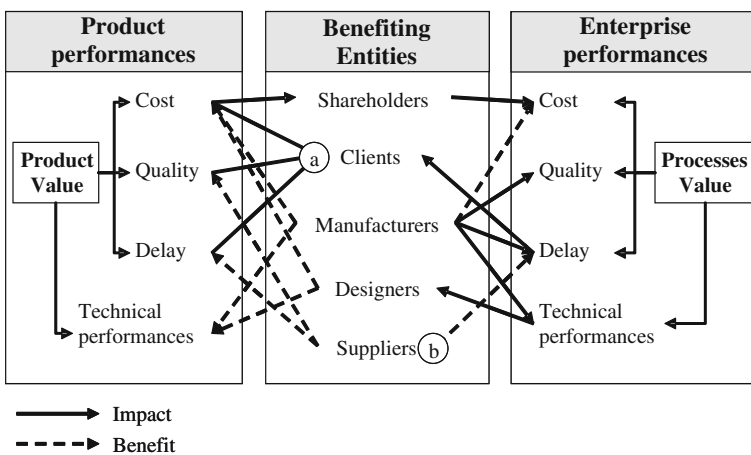 Product
performances
Cost
Product
Value
Quality
Delay
Technical
performances
Benefiting
Entities
Shareholders
a
Clients
Manufacturers
Designers
Suppliers
b
Enterprise
performances
Cost
Quality
Processes
Value
Delay
Technical
performances
Impact
Benefit